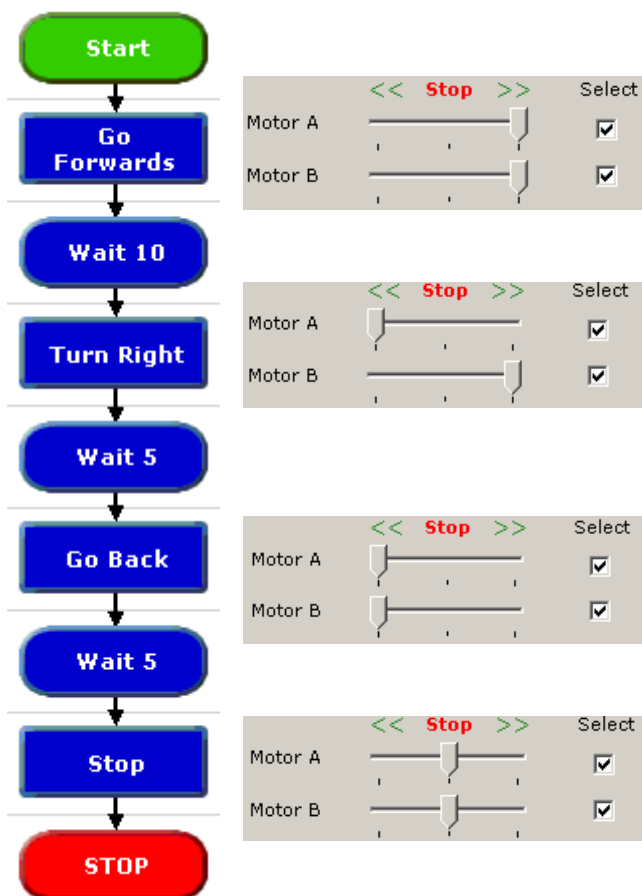 Start
<< Stop >> Select
Go
Forwards
Motor A
Motor B
Wait 10
<< Stop >> Select
Turn Right
Motor A
Motor B
Wait 5
<< Stop >> Select
Go Back
Motor A
Motor B
Wait 5
<< Stop >> Select
Stop
Motor A
Motor B
STOP